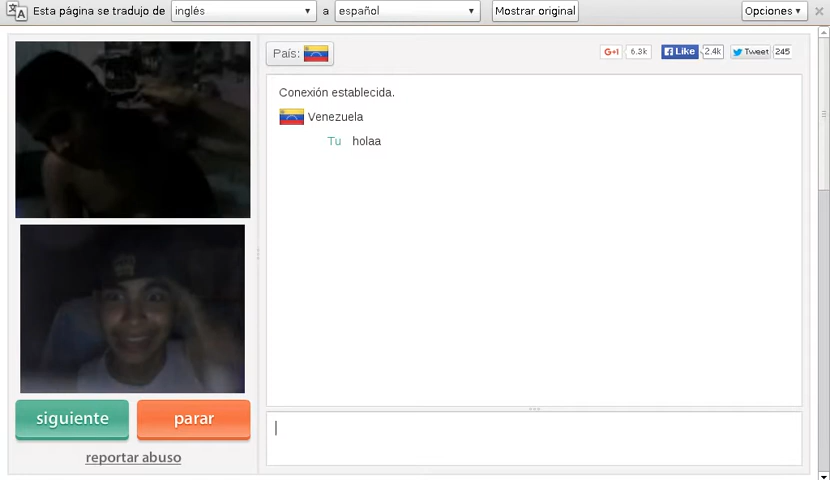 Esta página se tradujo de inglés a español Mostrar original Opciones
País: G+1 6.3k Like 2.4k Tweet 245
Conexión establecida.
Venezuela
Tu holaa
siguiente parar
reportar abuso